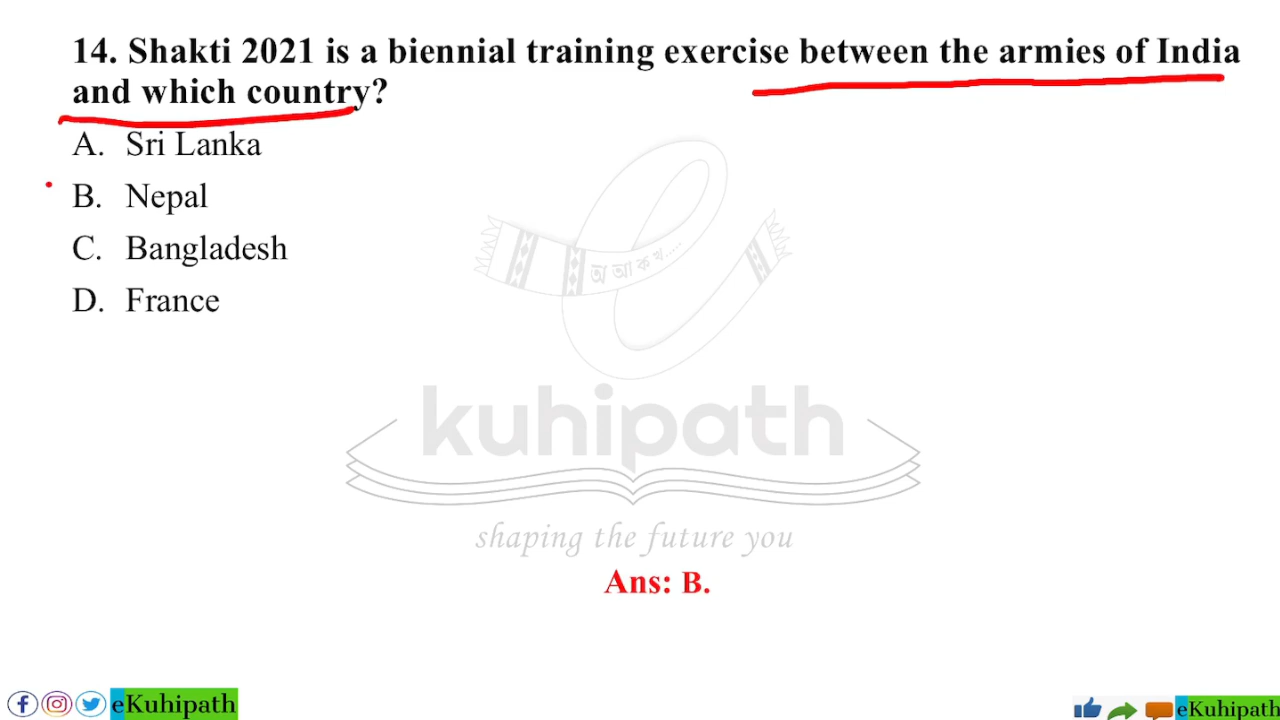 14. Shakti 2021 is a biennial training exercise between the armies of India
and which country?
A. Sri Lanka
B. Nepal
C. Bangladesh
D. France
অ আ ক খ.....
kuhipath
shaping the future you
Ans: B.
eKuhipath
eKuhipath